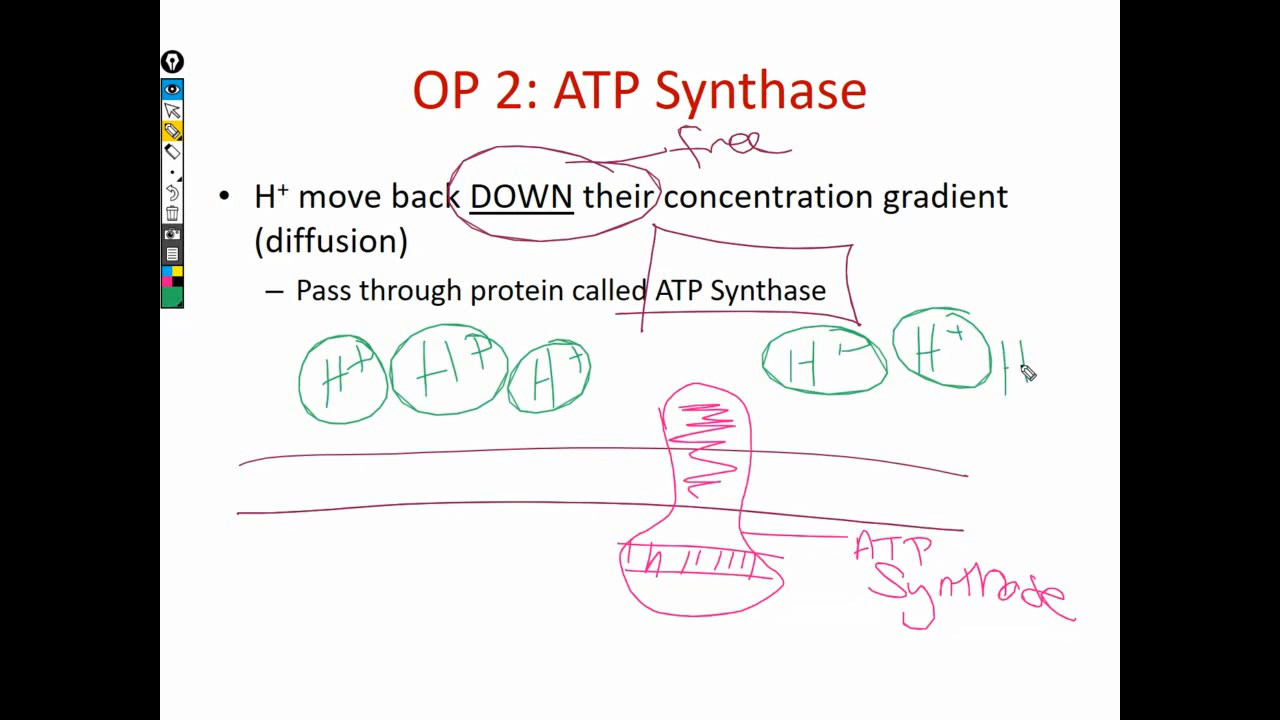 OP 2: ATP Synthase
free
• H⁺ move back DOWN their concentration gradient
(diffusion)
– Pass through protein called ATP Synthase
H⁺ H⁺ H⁺ H⁺ H⁺ H
ATP
Synthase